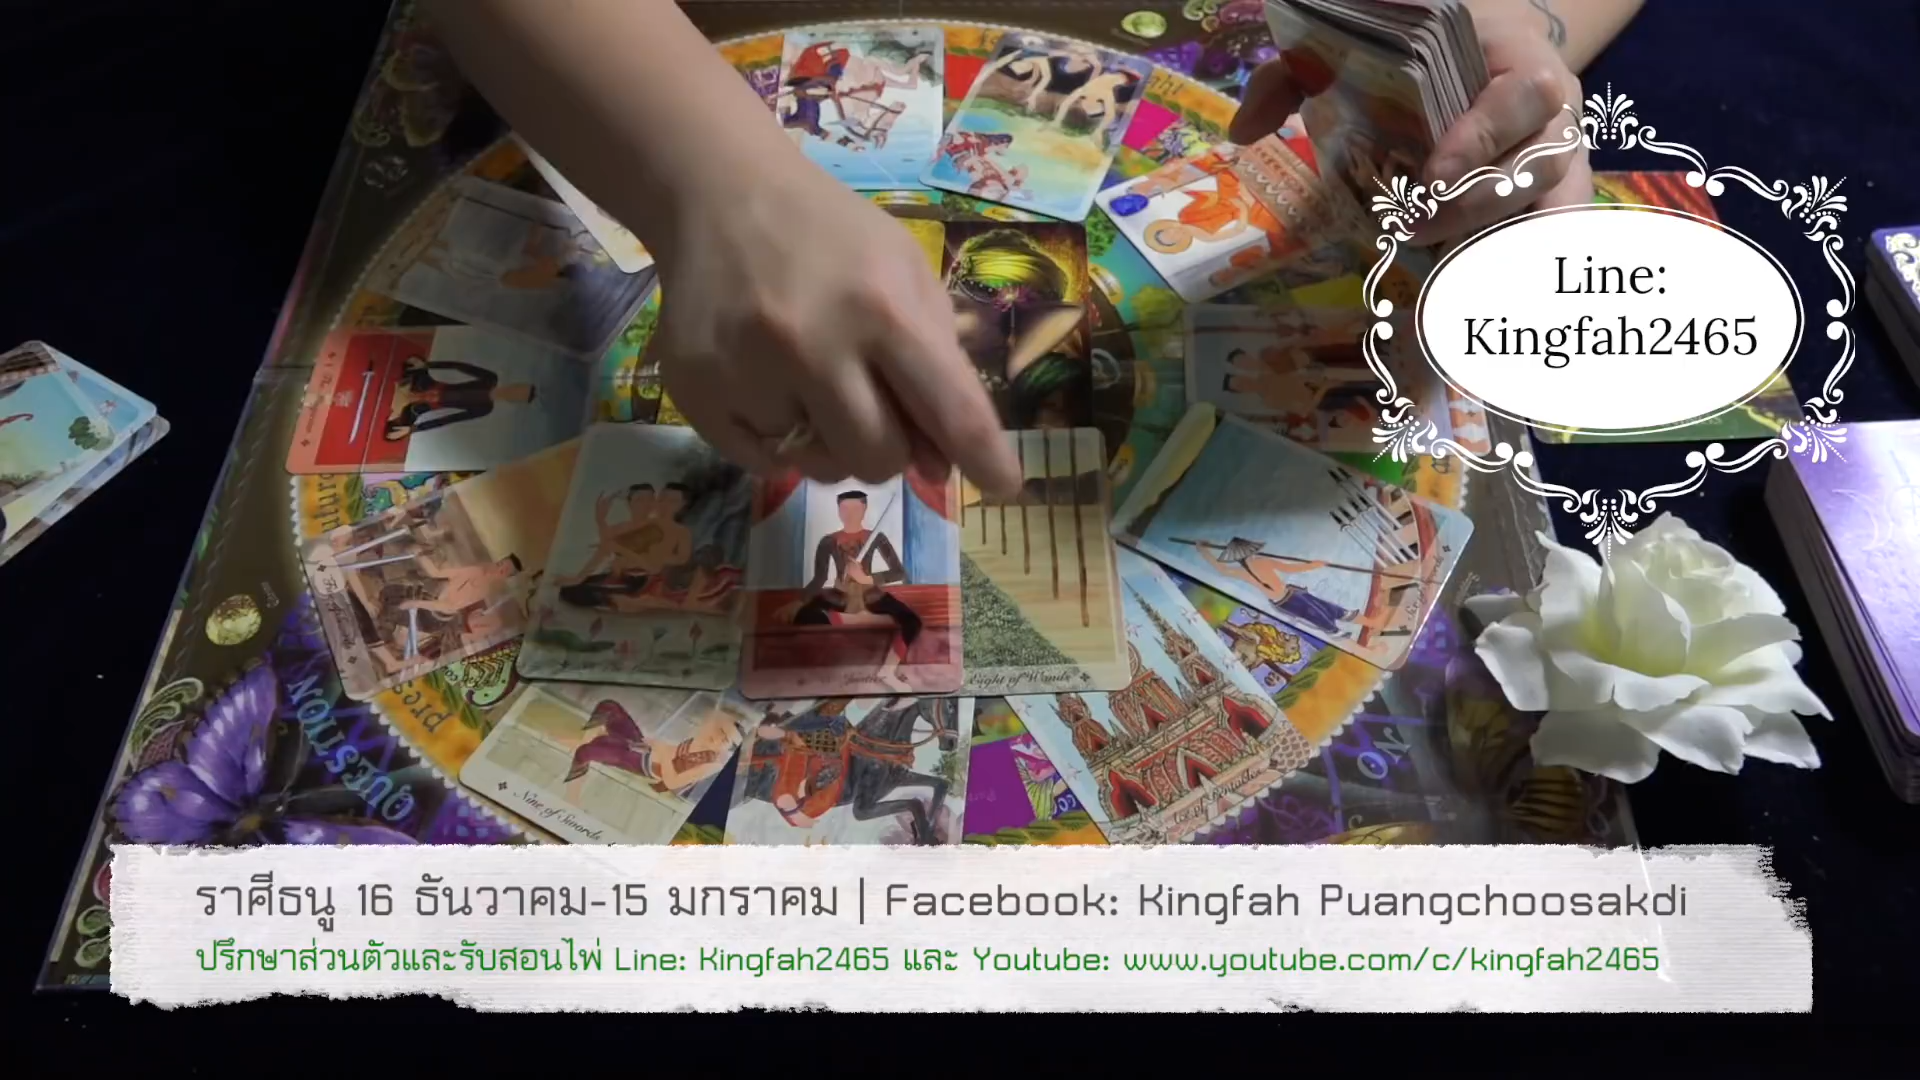 Line:
Kingfah2465
QUESTION
NO
Justice
Eight of Wands
Nine of Swords
ราศีธนู 16 ธันวาคม-15 มกราคม | Facebook: Kingfah Puangchoosakdi
ปรึกษาส่วนตัวและรับสอนไพ่ Line: Kingfah2465 และ Youtube: www.youtube.com/c/kingfah2465